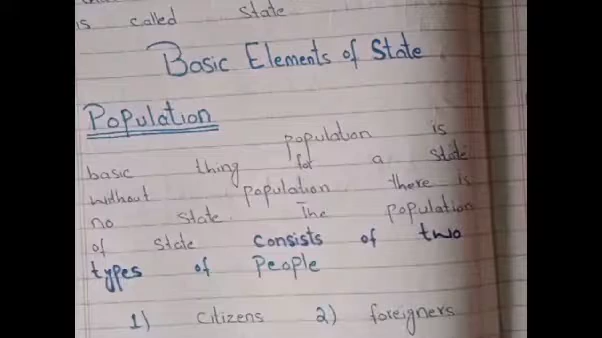 is called state
Basic Elements of State
Population
population is
basic thing for a state
without population there is
no state. The population
of state consists of two
types of People
1) citizens 2) foreigners